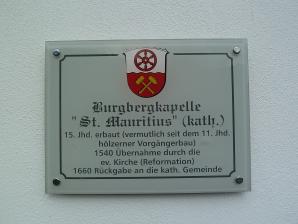 Burgbergkapelle
"St. Mauritius" (kath.)
15. Jhd. erbaut (vermutlich seit dem 11. Jhd.
hölzerner Vorgängerbau)
1540 Übernahme durch die
ev. Kirche (Reformation)
1660 Rückgabe an die kath. Gemeinde